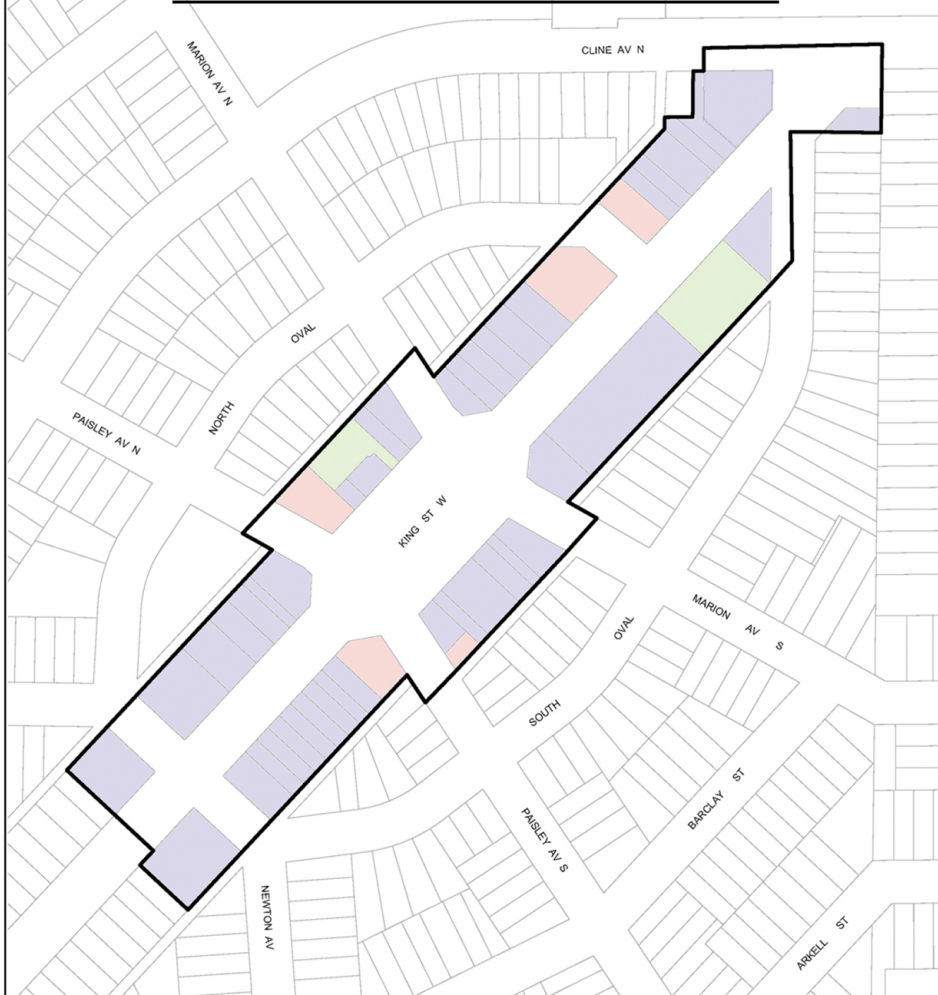 CLINE AV N
MARION AV N
OVAL
NORTH
PAISLEY AV N
KING ST W
MARION AV S
OVAL
SOUTH
BARCLAY ST
PAISLEY AV S
NEWTON AV
ARKELL ST